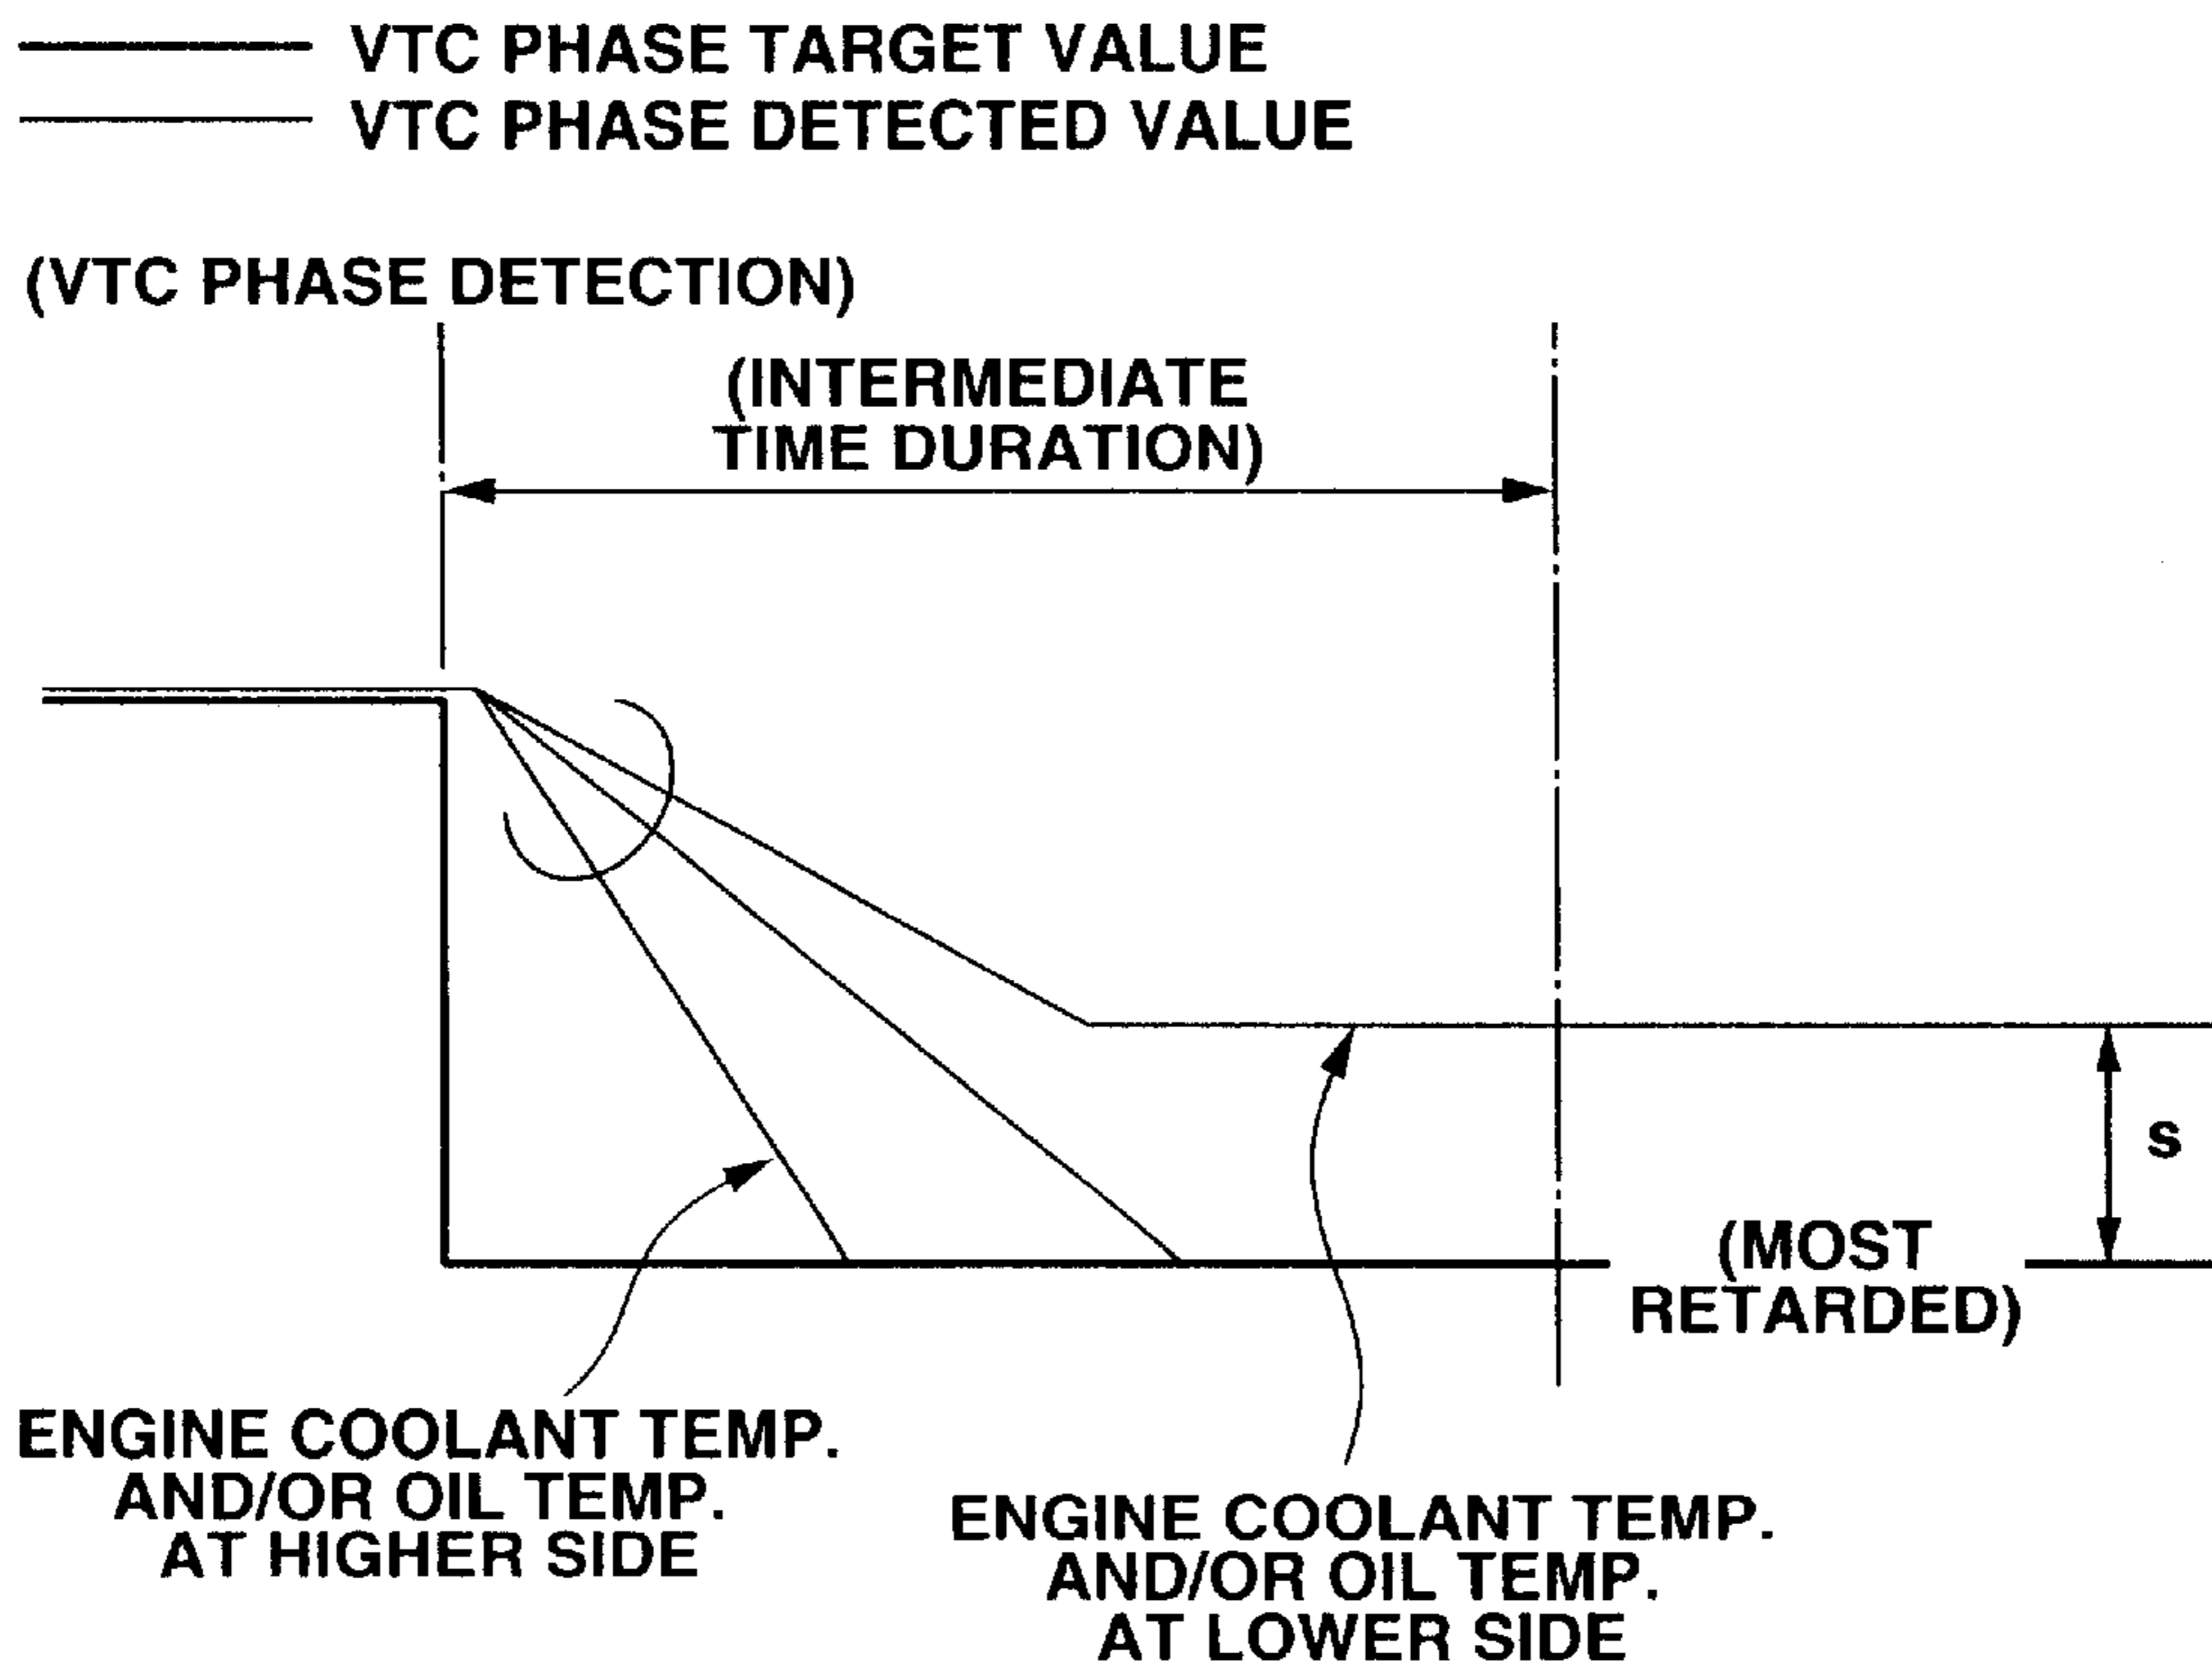 VTC PHASE TARGET VALUE
VTC PHASE DETECTED VALUE
(VTC PHASE DETECTION)
(INTERMEDIATE
TIME DURATION)
S
(MOST
RETARDED)
ENGINE COOLANT TEMP.
AND/OR OIL TEMP.
AT HIGHER SIDE
ENGINE COOLANT TEMP.
AND/OR OIL TEMP.
AT LOWER SIDE